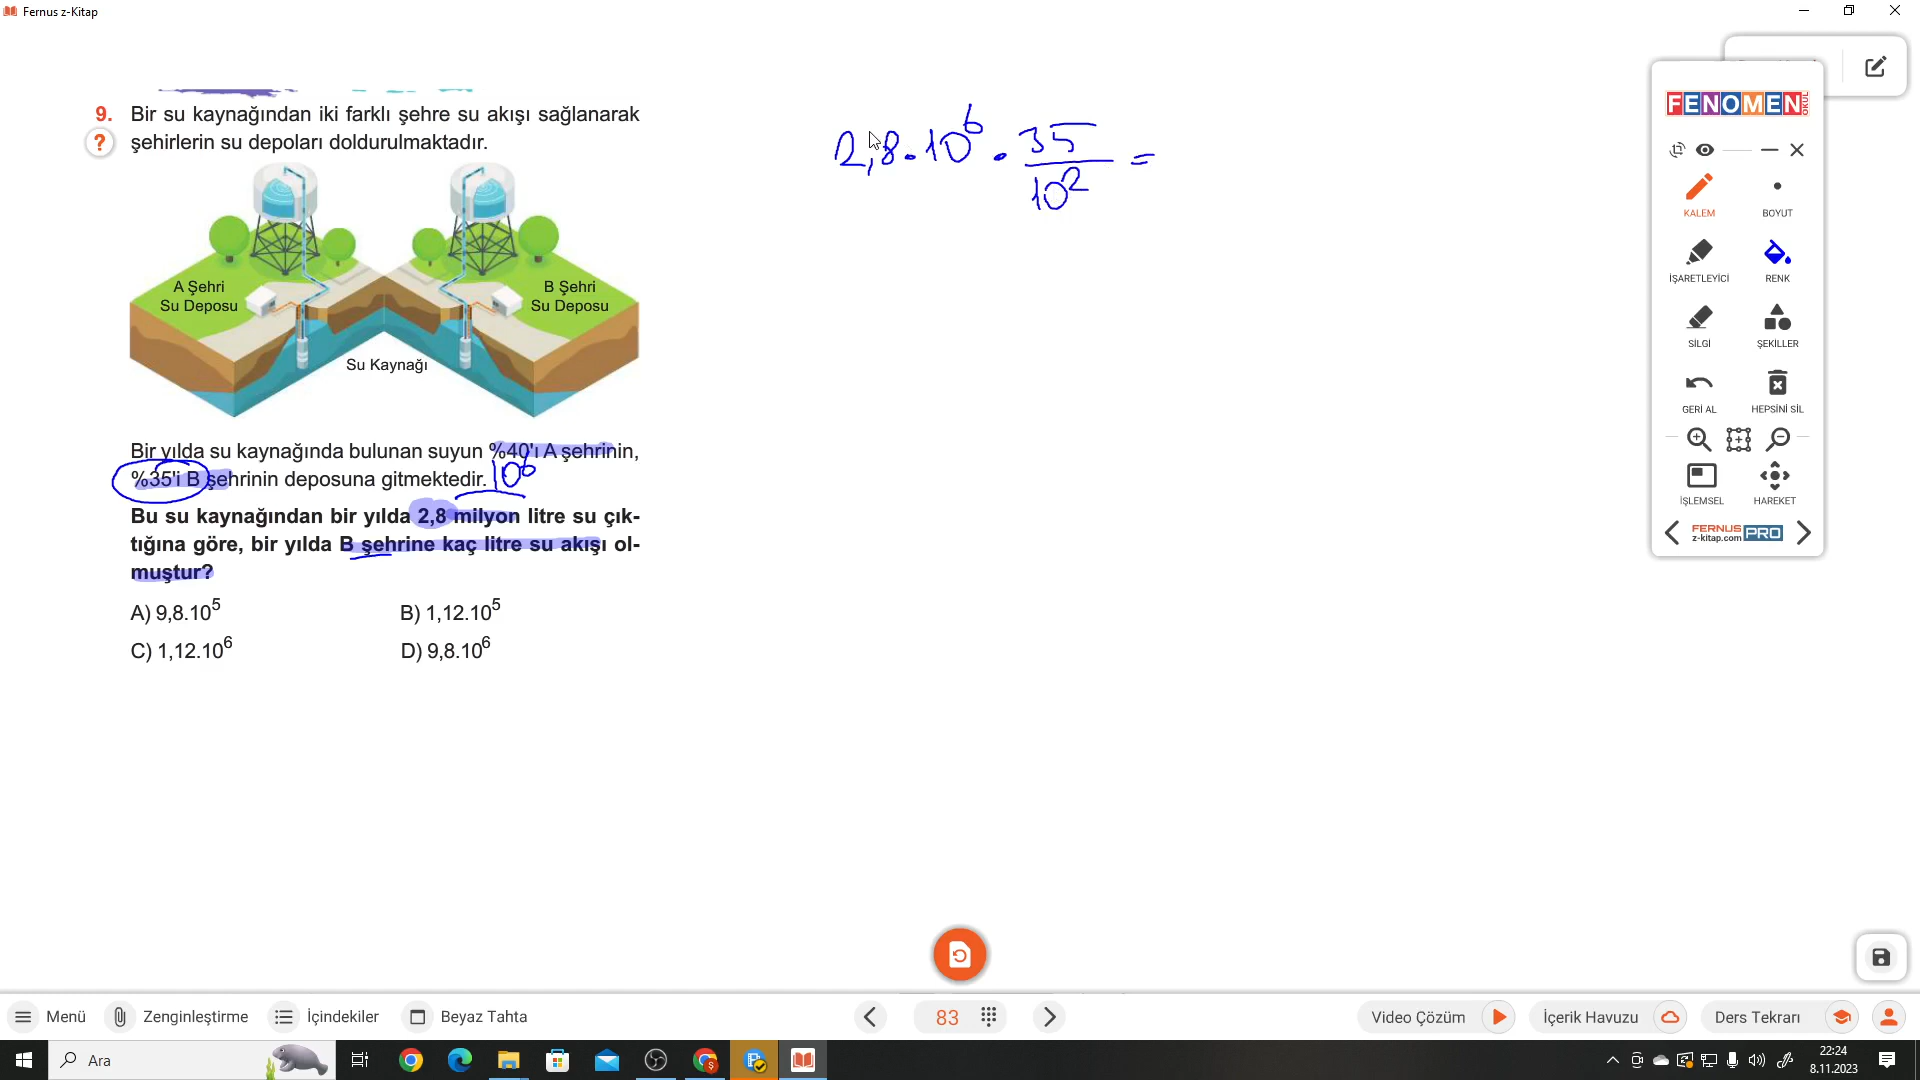 Fernus z-Kitap
9. Bir su kaynağından iki farklı şehre su akışı sağlanarak
? şehirlerin su depoları doldurulmaktadır.
A Şehri
Su Deposu
B Şehri
Su Deposu
Su Kaynağı
Bir yılda su kaynağında bulunan suyun %40'ı A şehrinin,
%35'i B şehrinin deposuna gitmektedir.
10⁶
Bu su kaynağından bir yılda 2,8 milyon litre su çık-
tığına göre, bir yılda B şehrine kaç litre su akışı ol-
muştur?
A) 9,8.10⁵
B) 1,12.10⁵
C) 1,12.10⁶
D) 9,8.10⁶
2,8 . 10⁶ . 35/10² =
FENOMEN OKUL
KALEM
BOYUT
İŞARETLEYİCİ
RENK
SİLGİ
ŞEKİLLER
GERİ AL
HEPSİNİ SİL
İŞLEMSEL
HAREKET
FERNUS
z-kitap.com PRO
Menü
Zenginleştirme
İçindekiler
Beyaz Tahta
83
Video Çözüm
İçerik Havuzu
Ders Tekrarı
Ara
22:24
8.11.2023